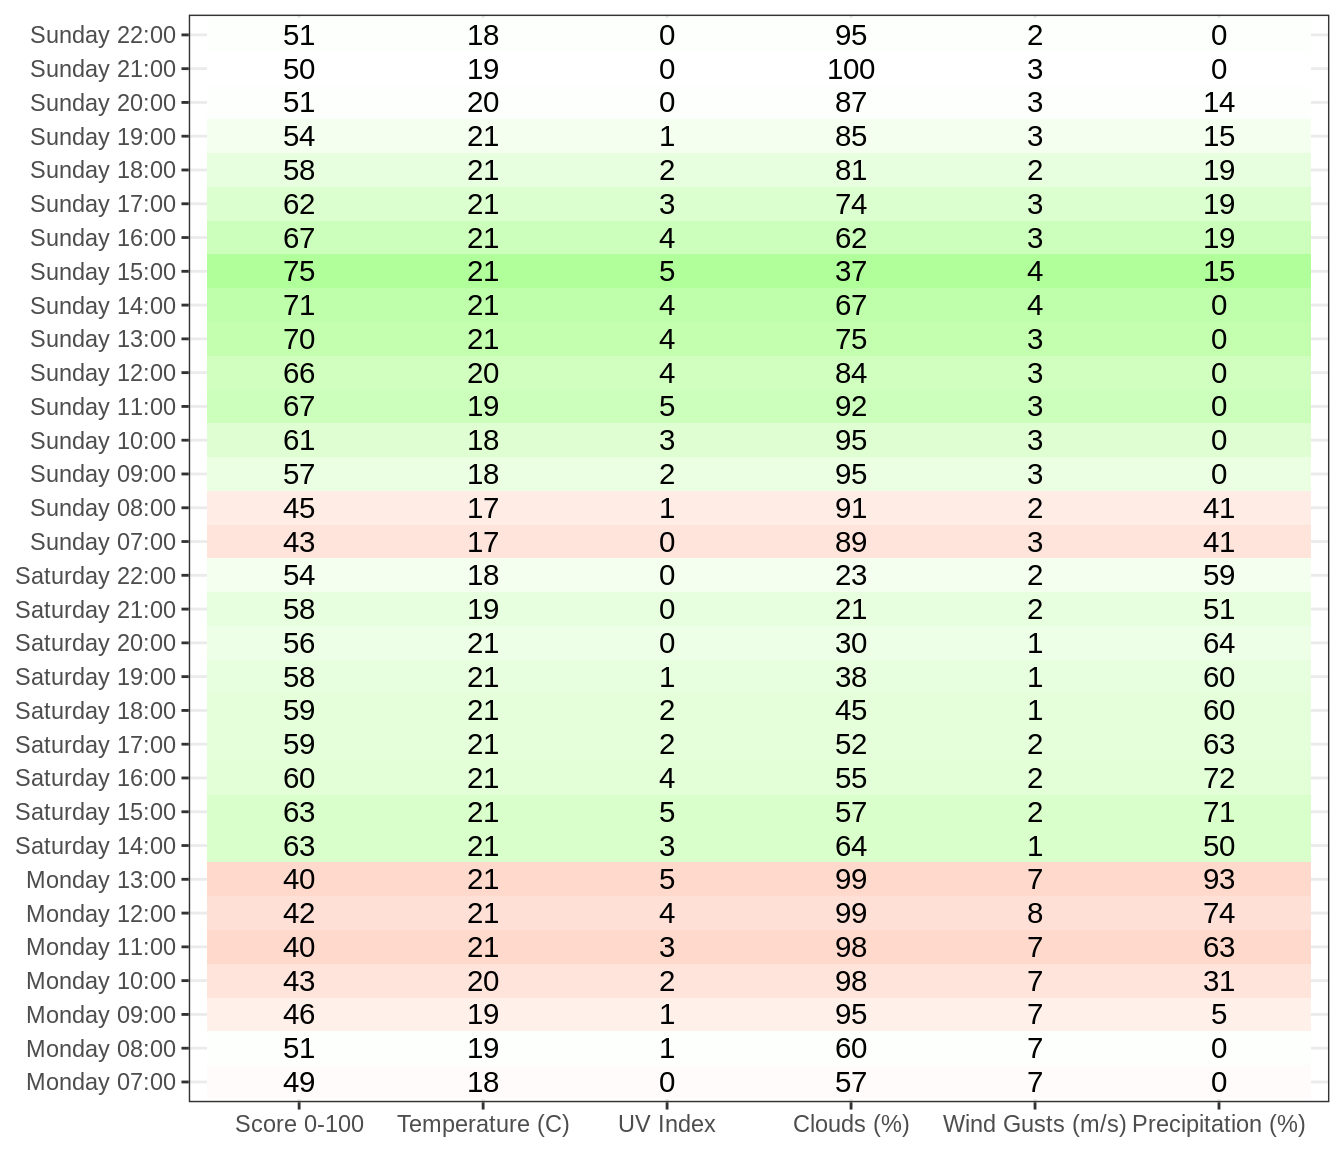 Sunday 22:00 51 18 0 95 2 0
Sunday 21:00 50 19 0 100 3 0
Sunday 20:00 51 20 0 87 3 14
Sunday 19:00 54 21 1 85 3 15
Sunday 18:00 58 21 2 81 2 19
Sunday 17:00 62 21 3 74 3 19
Sunday 16:00 67 21 4 62 3 19
Sunday 15:00 75 21 5 37 4 15
Sunday 14:00 71 21 4 67 4 0
Sunday 13:00 70 21 4 75 3 0
Sunday 12:00 66 20 4 84 3 0
Sunday 11:00 67 19 5 92 3 0
Sunday 10:00 61 18 3 95 3 0
Sunday 09:00 57 18 2 95 3 0
Sunday 08:00 45 17 1 91 2 41
Sunday 07:00 43 17 0 89 3 41
Saturday 22:00 54 18 0 23 2 59
Saturday 21:00 58 19 0 21 2 51
Saturday 20:00 56 21 0 30 1 64
Saturday 19:00 58 21 1 38 1 60
Saturday 18:00 59 21 2 45 1 60
Saturday 17:00 59 21 2 52 2 63
Saturday 16:00 60 21 4 55 2 72
Saturday 15:00 63 21 5 57 2 71
Saturday 14:00 63 21 3 64 1 50
Monday 13:00 40 21 5 99 7 93
Monday 12:00 42 21 4 99 8 74
Monday 11:00 40 21 3 98 7 63
Monday 10:00 43 20 2 98 7 31
Monday 09:00 46 19 1 95 7 5
Monday 08:00 51 19 1 60 7 0
Monday 07:00 49 18 0 57 7 0
Score 0-100 Temperature (C) UV Index Clouds (%) Wind Gusts (m/s) Precipitation (%)